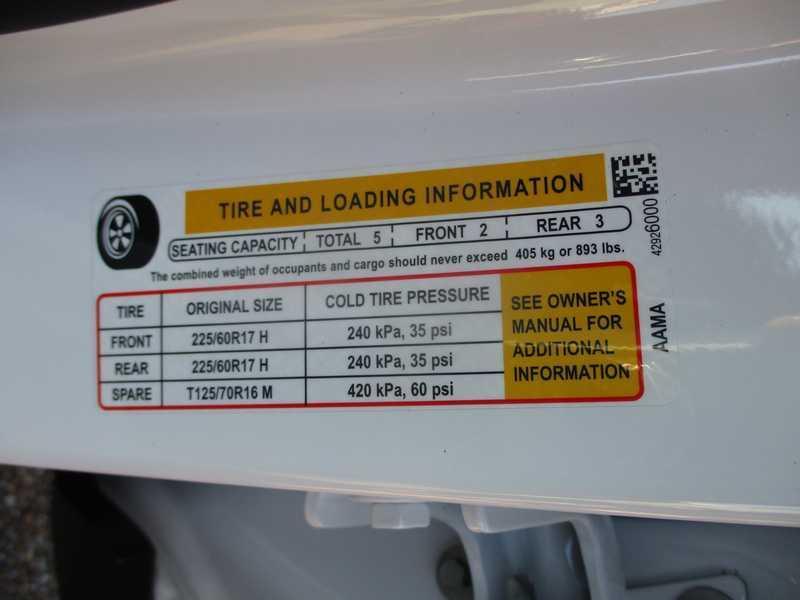 TIRE AND LOADING INFORMATION
SEATING CAPACITY TOTAL 5 FRONT 2 REAR 3
The combined weight of occupants and cargo should never exceed 405 kg or 893 lbs.
TIRE ORIGINAL SIZE COLD TIRE PRESSURE
FRONT 225/60R17 H 240 kPa, 35 psi
REAR 225/60R17 H 240 kPa, 35 psi
SPARE T125/70R16 M 420 kPa, 60 psi
SEE OWNER'S
MANUAL FOR
ADDITIONAL
INFORMATION
42926000
AAMA